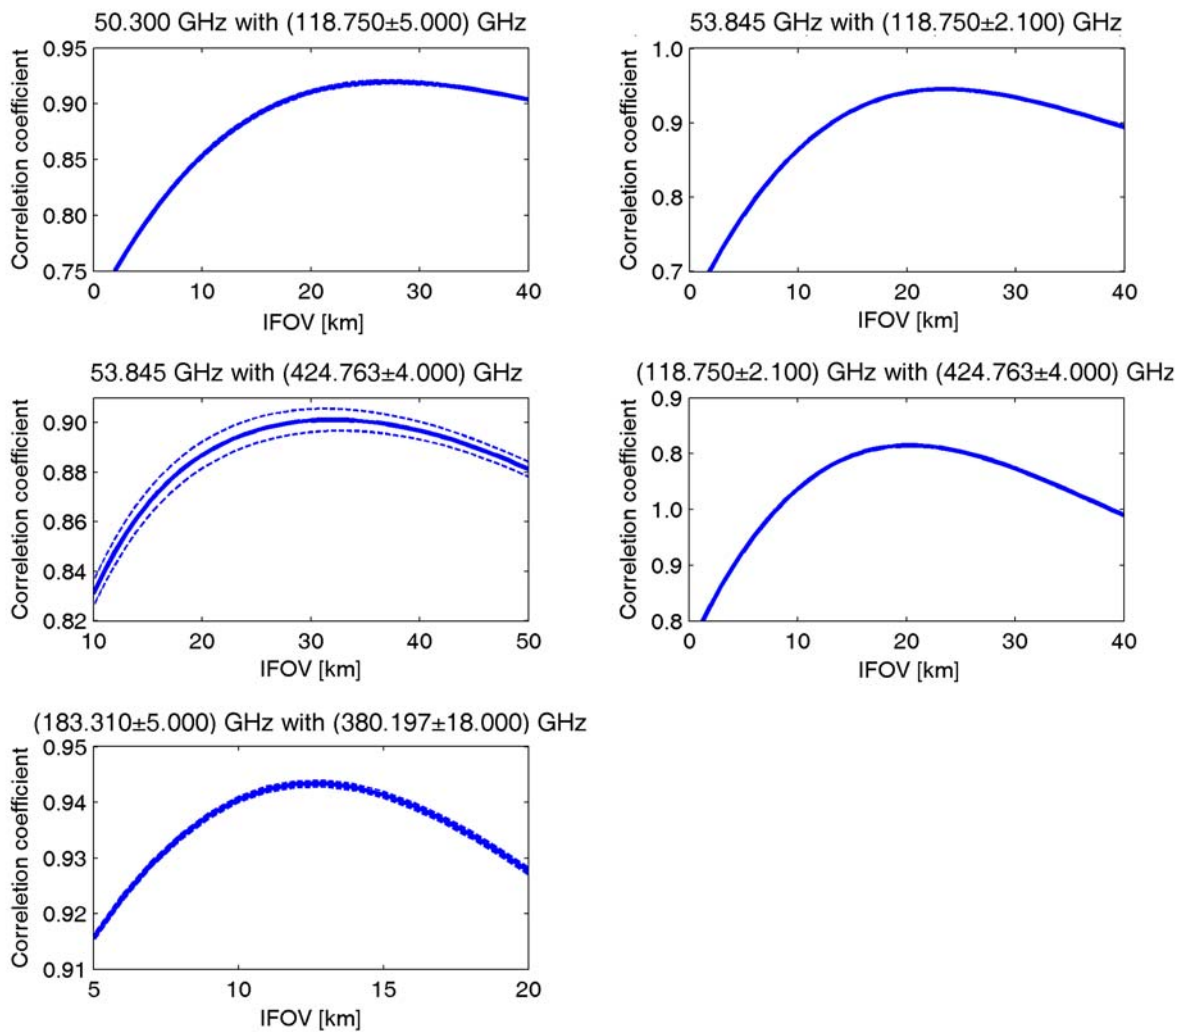 50.300 GHz with (118.750±5.000) GHz
Correletion coefficient
0.95
0.90
0.85
0.80
0.75
0 10 20 30 40
IFOV [km]
53.845 GHz with (118.750±2.100) GHz
Correletion coefficient
1.0
0.9
0.8
0.7
0 10 20 30 40
IFOV [km]
53.845 GHz with (424.763±4.000) GHz
Correletion coefficient
0.90
0.88
0.86
0.84
0.82
10 20 30 40 50
IFOV [km]
(118.750±2.100) GHz with (424.763±4.000) GHz
Correletion coefficient
0.9
0.8
1.0
0.9
0.8
0 10 20 30 40
IFOV [km]
(183.310±5.000) GHz with (380.197±18.000) GHz
Correletion coefficient
0.95
0.94
0.93
0.92
0.91
5 10 15 20
IFOV [km]